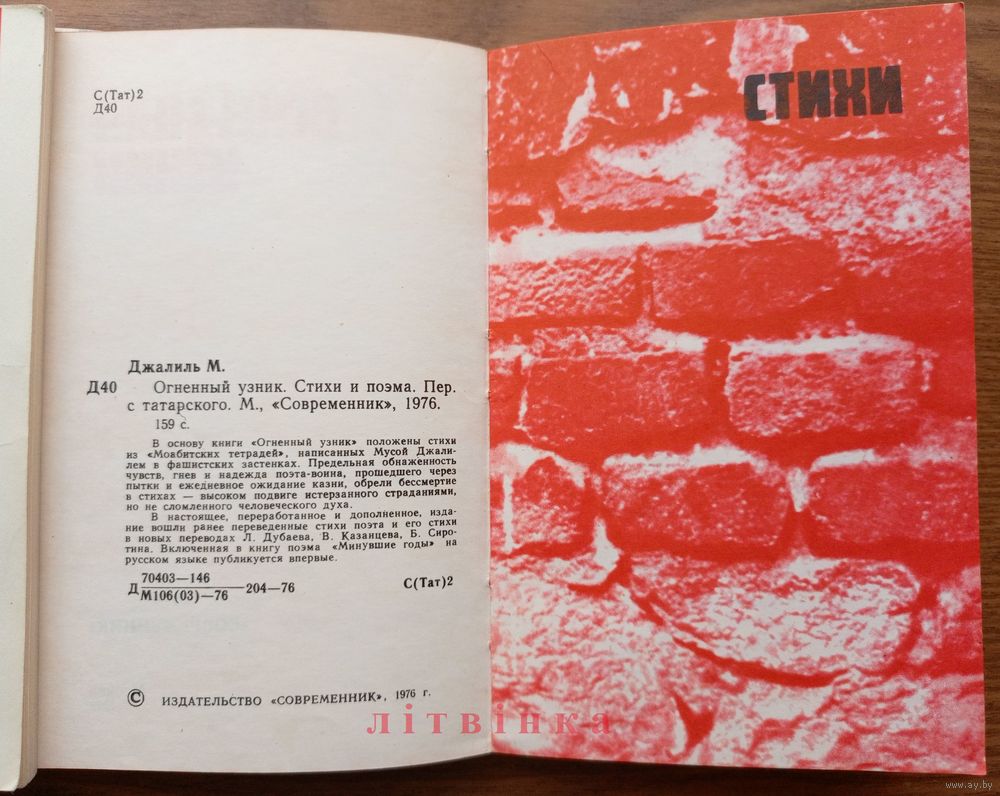 С(Тат)2
Д40
Джалиль М.
Д40 Огненный узник. Стихи и поэма. Пер.
с татарского. М., «Современник», 1976.
159 с.
В основу книги «Огненный узник» положены стихи
из «Моабитских тетрадей», написанных Мусой Джали-
лем в фашистских застенках. Предельная обнаженность
чувств, гнев и надежда поэта-воина, прошедшего через
пытки и ежедневное ожидание казни, обрели бессмертие
в стихах — высоком подвиге истерзанного страданиями,
но не сломленного человеческого духа.
В настоящее, переработанное и дополненное, изда-
ние вошли ранее переведенные стихи поэта и его стихи
в новых переводах Л. Дубаева, В. Казанцева, Б. Сиро-
тина. Включенная в книгу поэма «Минувшие годы» на
русском языке публикуется впервые.
70403—146
Д 204—76
М106(03)—76
С(Тат)2
© ИЗДАТЕЛЬСТВО «СОВРЕМЕННИК», 1976 г.
СТИХИ
літвінка
www.ay.by